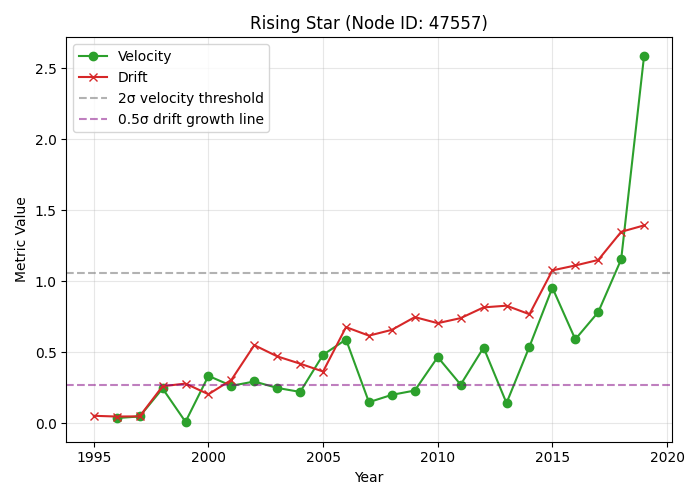 Rising Star (Node ID: 47557)
Velocity
Drift
2σ velocity threshold
0.5σ drift growth line
Metric Value
2.5
2.0
1.5
1.0
0.5
0.0
1995
2000
2005
2010
2015
2020
Year